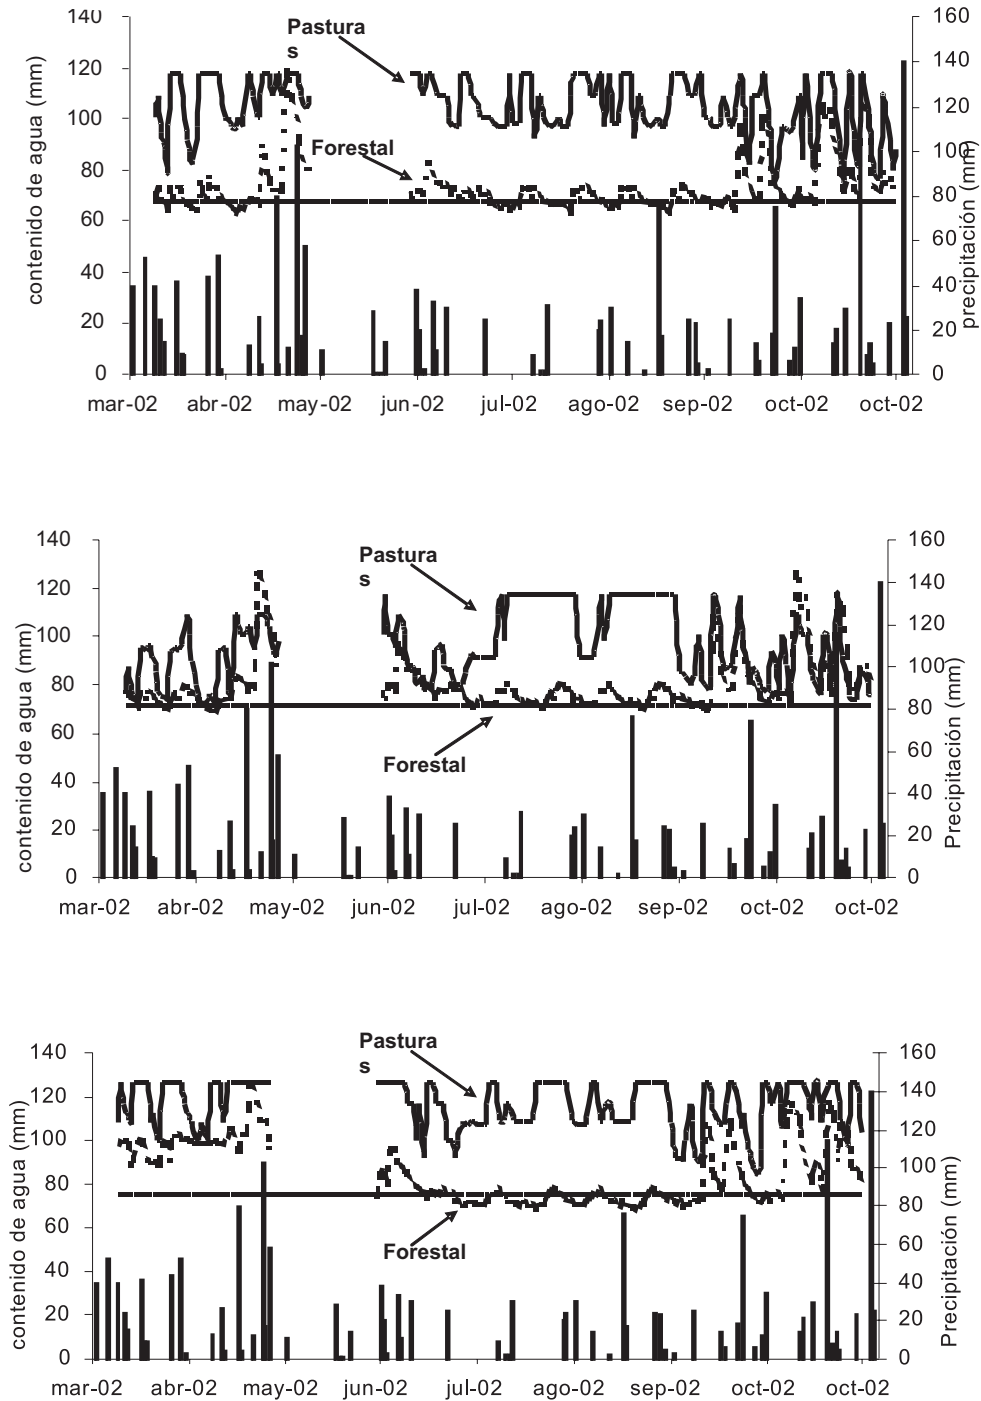 140
120
100
80
60
40
20
0
contenido de agua (mm)
Pastura
s
Forestal
160
140
120
100
80
60
40
20
0
precipitación (mm)
mar-02 abr-02 may-02 jun-02 jul-02 ago-02 sep-02 oct-02 oct-02
140
120
100
80
60
40
20
0
contenido de agua (mm)
Pastura
s
Forestal
160
140
120
100
80
60
40
20
0
Precipitación (mm)
mar-02 abr-02 may-02 jun-02 jul-02 ago-02 sep-02 oct-02 oct-02
140
120
100
80
60
40
20
0
contenido de agua (mm)
Pastura
s
Forestal
160
140
120
100
80
60
40
20
0
Precipitación (mm)
mar-02 abr-02 may-02 jun-02 jul-02 ago-02 sep-02 oct-02 oct-02